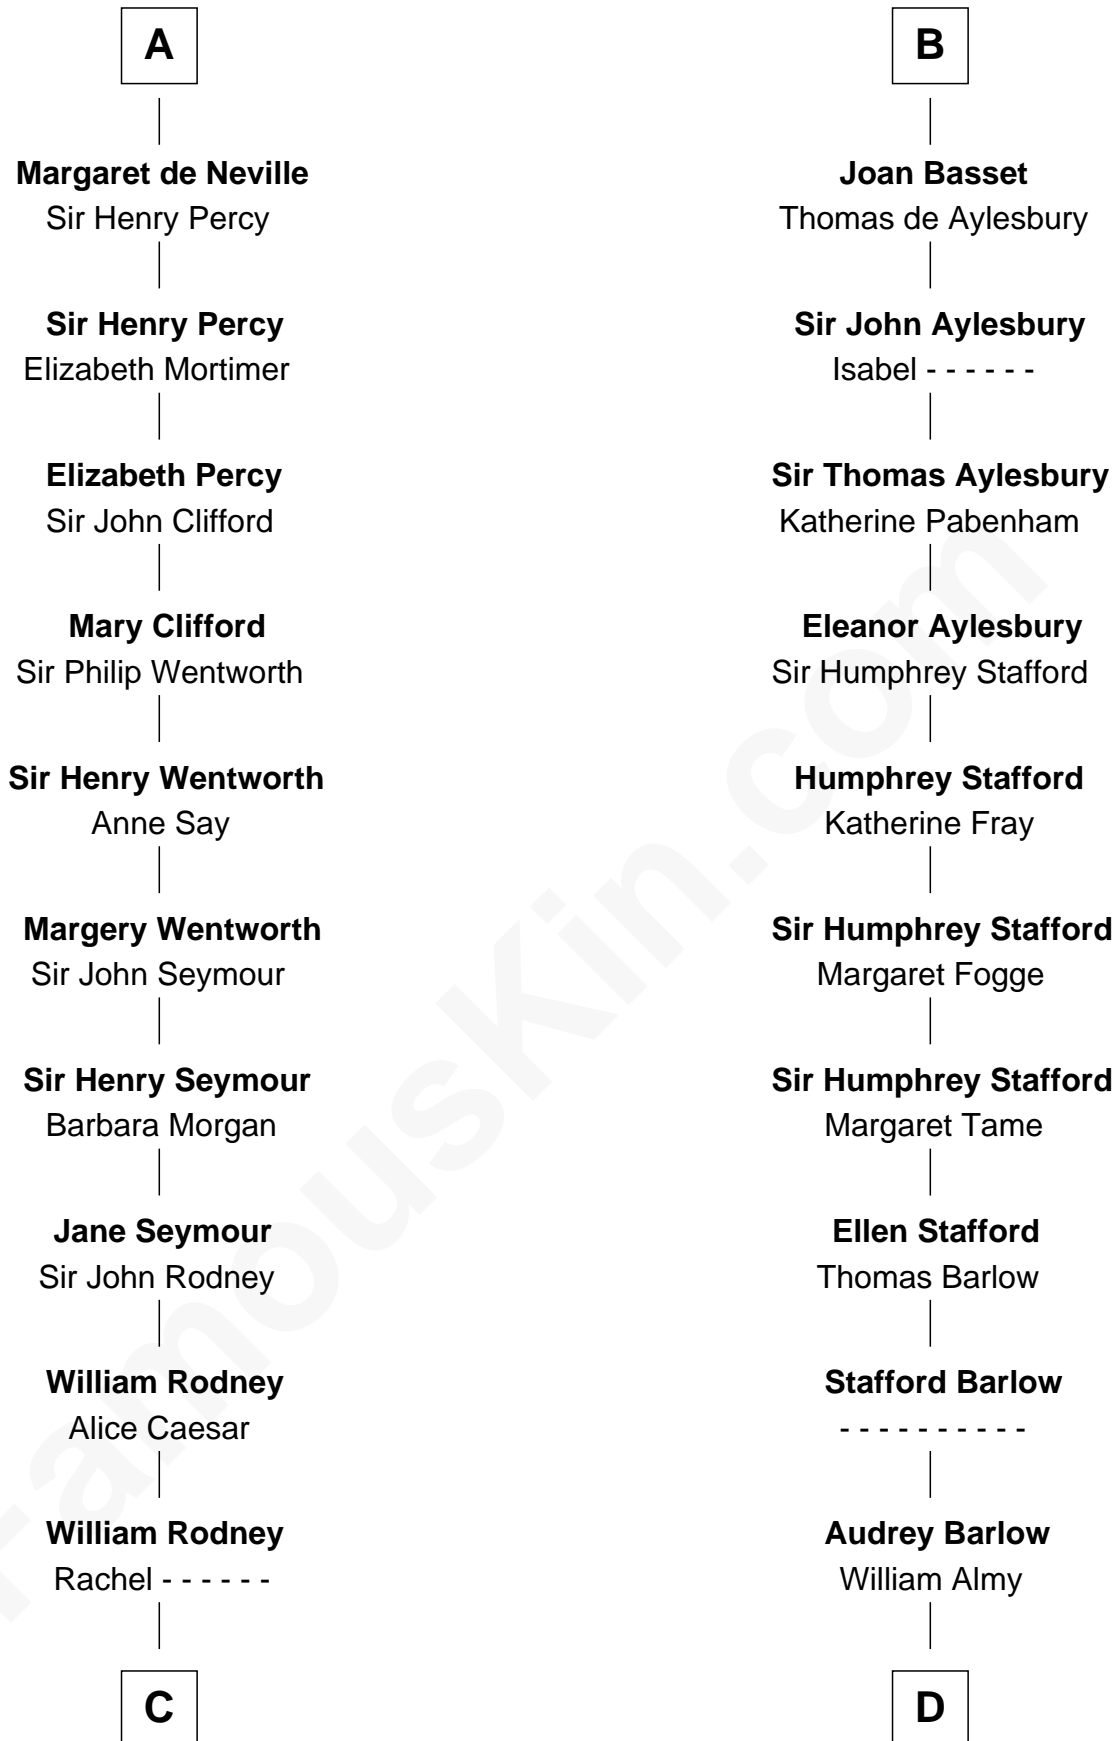 A
Margaret de Neville
Sir Henry Percy
Sir Henry Percy
Elizabeth Mortimer
Elizabeth Percy
Sir John Clifford
Mary Clifford
Sir Philip Wentworth
Sir Henry Wentworth
Anne Say
Margery Wentworth
Sir John Seymour
Sir Henry Seymour
Barbara Morgan
Jane Seymour
Sir John Rodney
William Rodney
Alice Caesar
William Rodney
Rachel - - - - - -
C
B
Joan Basset
Thomas de Aylesbury
Sir John Aylesbury
Isabel - - - - - -
Sir Thomas Aylesbury
Katherine Pabenham
Eleanor Aylesbury
Sir Humphrey Stafford
Humphrey Stafford
Katherine Fray
Sir Humphrey Stafford
Margaret Fogge
Sir Humphrey Stafford
Margaret Tame
Ellen Stafford
Thomas Barlow
Stafford Barlow
- - - - - - - - - -
Audrey Barlow
William Almy
D
FamousKin.com